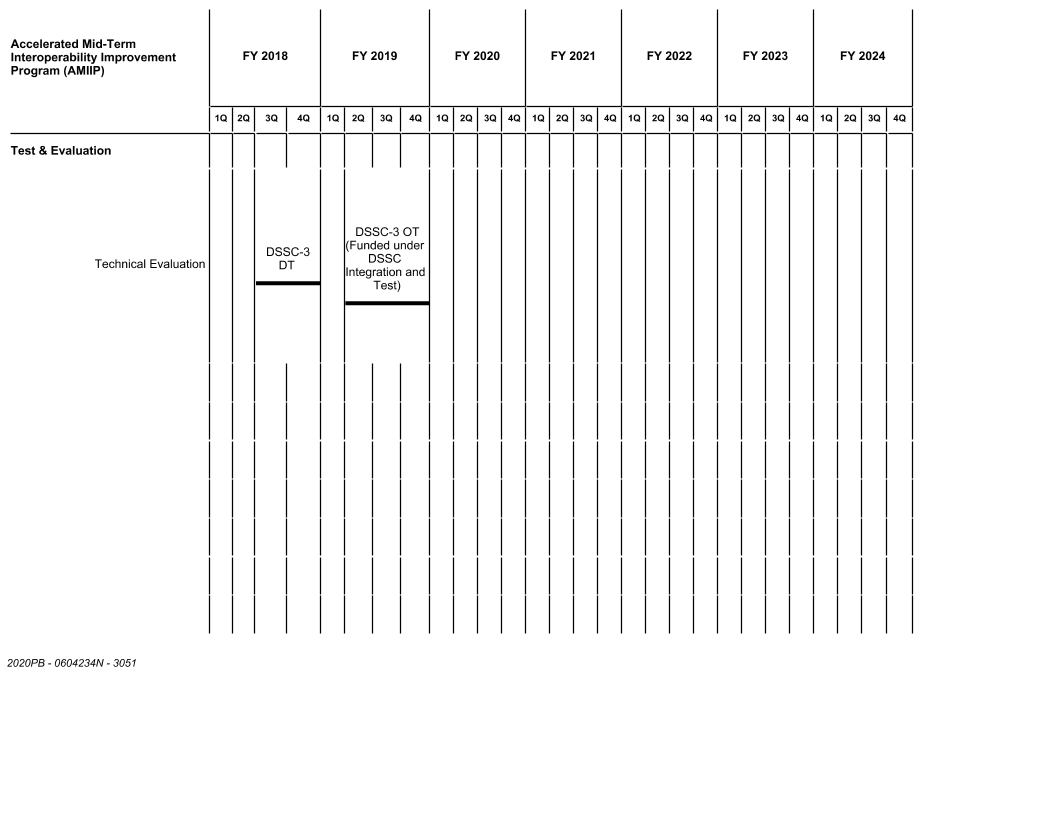 Accelerated Mid-Term
Interoperability Improvement
Program (AMIIP)
FY 2018 FY 2019 FY 2020 FY 2021 FY 2022 FY 2023 FY 2024
1Q 2Q 3Q 4Q 1Q 2Q 3Q 4Q 1Q 2Q 3Q 4Q 1Q 2Q 3Q 4Q 1Q 2Q 3Q 4Q 1Q 2Q 3Q 4Q 1Q 2Q 3Q 4Q
Test & Evaluation
Technical Evaluation
DSSC-3
DT
DSSC-3 OT
(Funded under
DSSC
Integration and
Test)
2020PB - 0604234N - 3051